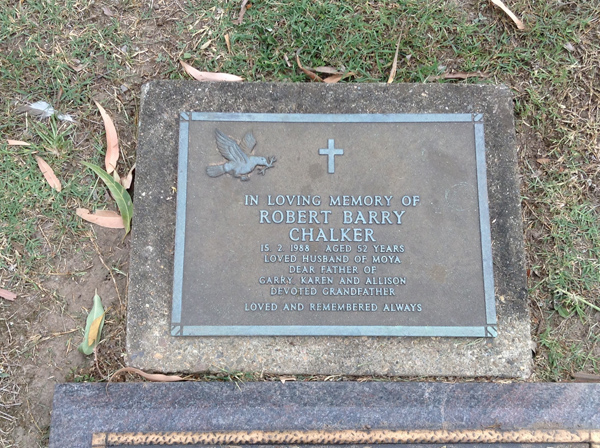 IN LOVING MEMORY OF
ROBERT BARRY
CHALKER
15. 2. 1988 AGED 52 YEARS
LOVED HUSBAND OF MOYA
DEAR FATHER OF
GARRY, KAREN AND ALLISON
DEVOTED GRANDFATHER
LOVED AND REMEMBERED ALWAYS